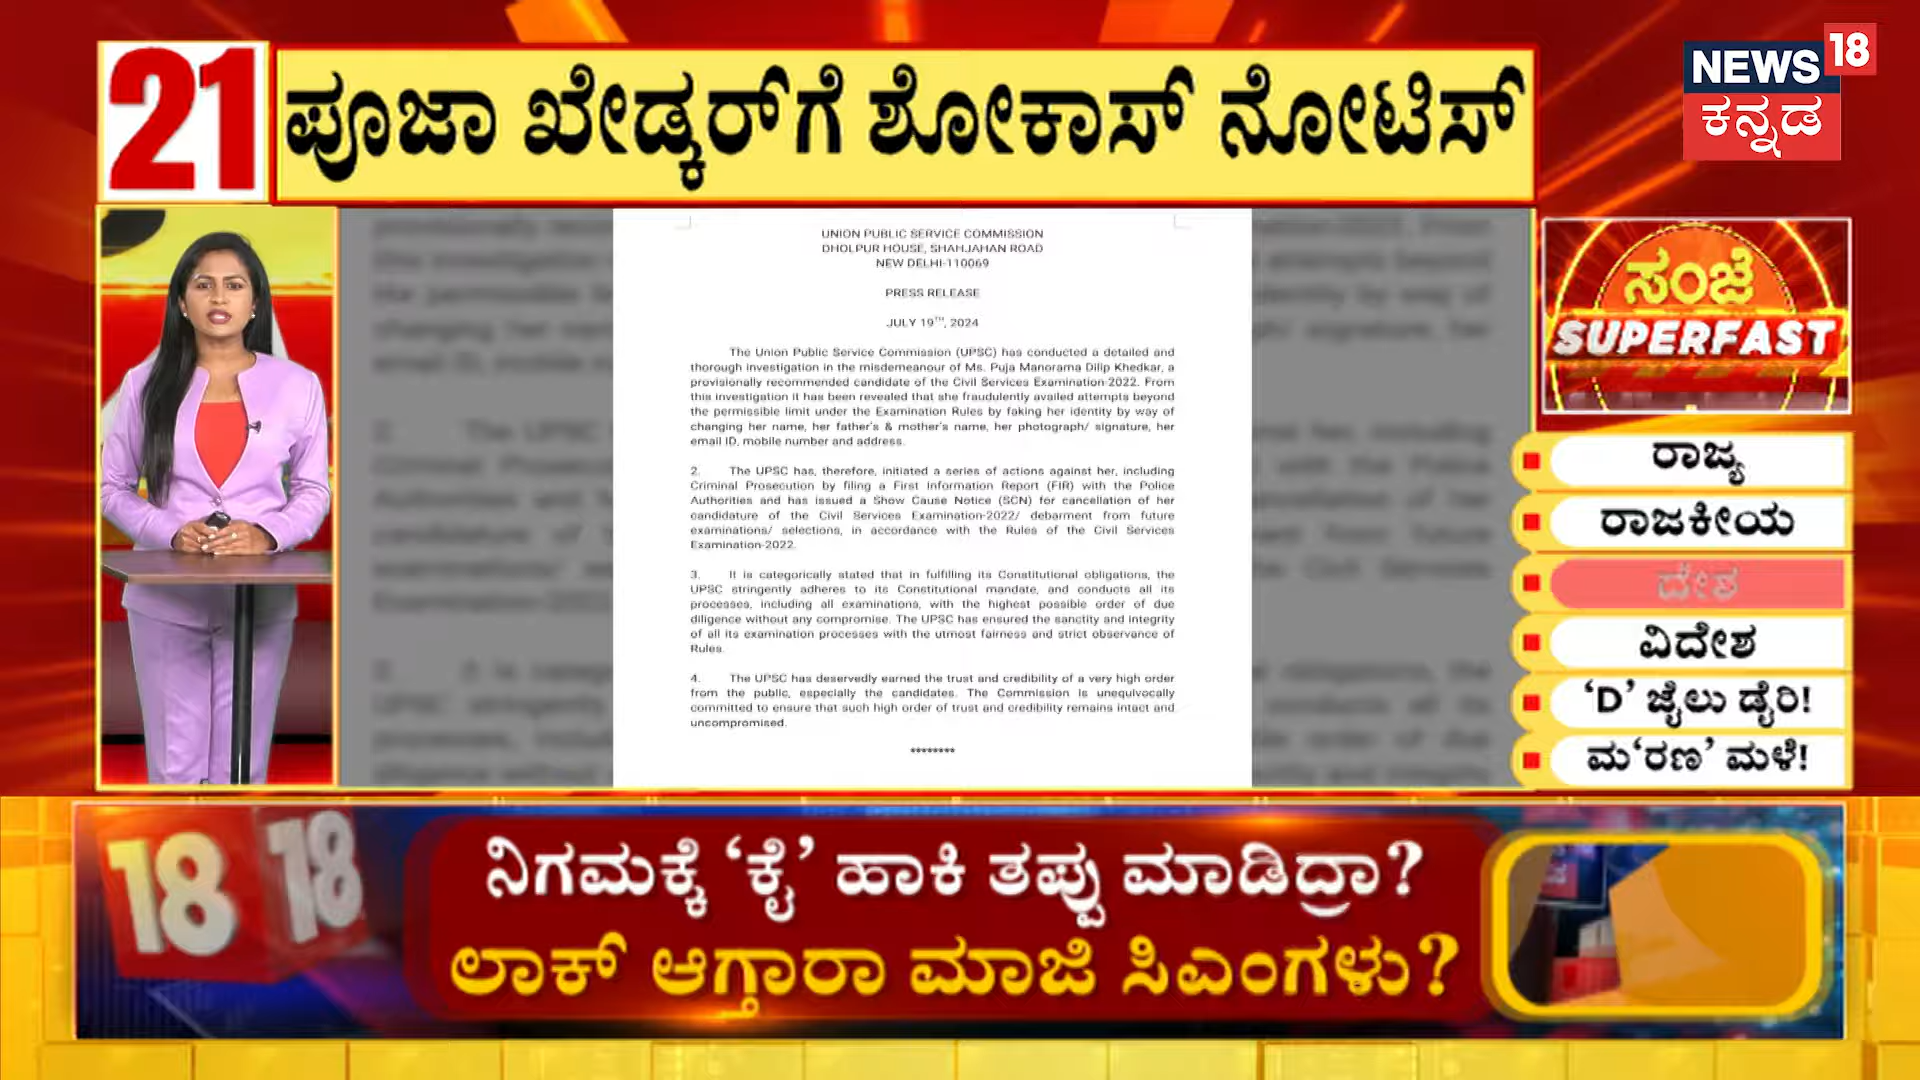 21
ಪೂಜಾ ಖೇಡ್ಕರ್‌ಗೆ ಶೋಕಾಸ್ ನೋಟಿಸ್
NEWS 18
ಕನ್ನಡ
UNION PUBLIC SERVICE COMMISSION
DHOLPUR HOUSE, SHAHJAHAN ROAD
NEW DELHI-110069
PRESS RELEASE
JULY 19TH, 2024
The Union Public Service Commission (UPSC) has conducted a detailed and
thorough investigation in the misdemeanour of Ms. Puja Manorama Dilip Khedkar, a
provisionally recommended candidate of the Civil Services Examination-2022. From
this investigation it has been revealed that she fraudulently availed attempts beyond
the permissible limit under the Examination Rules by faking her identity by way of
changing her name, her father's & mother's name, her photograph/ signature, her
email ID, mobile number and address.
2. The UPSC has, therefore, initiated a series of actions against her, including
Criminal Prosecution by filing a First Information Report (FIR) with the Police
Authorities and has issued a Show Cause Notice (SCN) for cancellation of her
candidature of the Civil Services Examination-2022/ debarment from future
examinations/ selections, in accordance with the Rules of the Civil Services
Examination-2022.
3. It is categorically stated that in fulfilling its Constitutional obligations, the
UPSC stringently adheres to its Constitutional mandate, and conducts all its
processes, including all examinations, with the highest possible order of due
diligence without any compromise. The UPSC has ensured the sanctity and integrity
of all its examination processes with the utmost fairness and strict observance of
Rules.
4. The UPSC has deservedly earned the trust and credibility of a very high order
from the public, especially the candidates. The Commission is unequivocally
committed to ensure that such high order of trust and credibility remains intact and
uncompromised.
********
ಸಂಜೆ
SUPERFAST
ರಾಜ್ಯ
ರಾಜಕೀಯ
ದೇಶ
ವಿದೇಶ
‘D’ ಜೈಲು ಡೈರಿ!
ಮ‘ರಣ’ ಮಳೆ!
18 18
ನಿಗಮಕ್ಕೆ ‘ಕೈ’ ಹಾಕಿ ತಪ್ಪು ಮಾಡಿದ್ರಾ?
ಲಾಕ್ ಆಗ್ತಾರಾ ಮಾಜಿ ಸಿಎಂಗಳು?